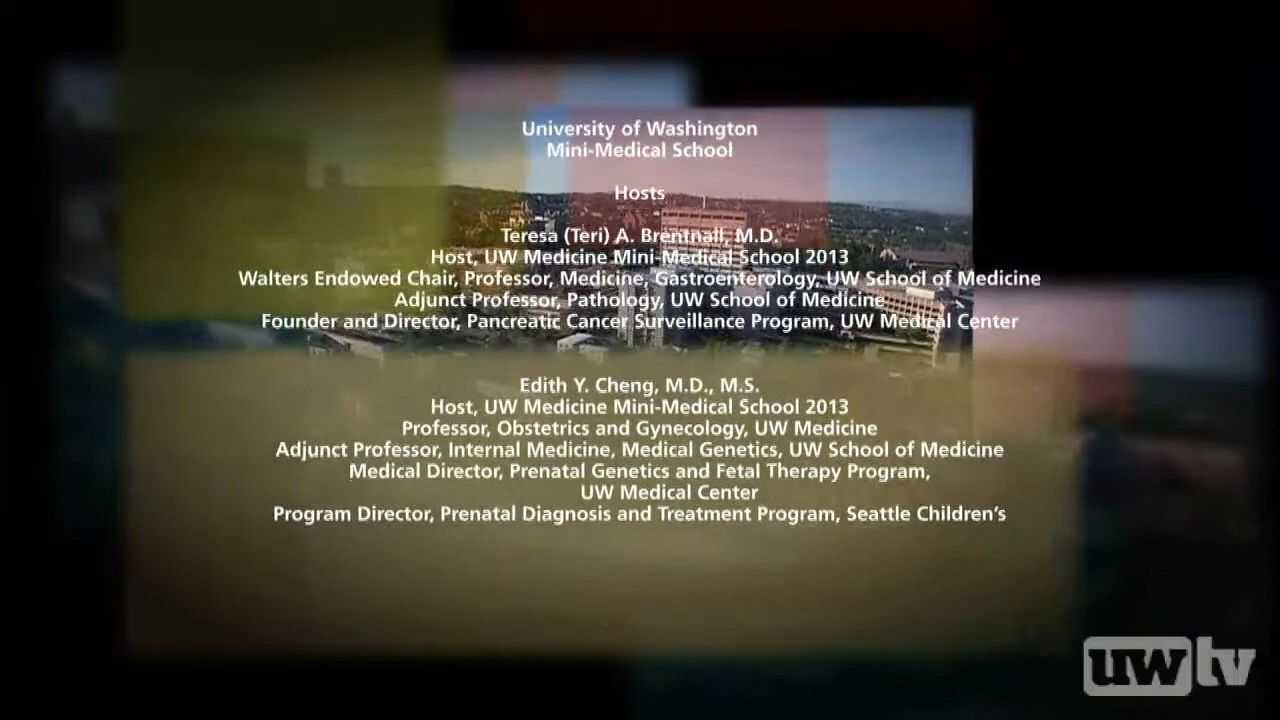 University of Washington
Mini-Medical School
Hosts
Teresa (Teri) A. Brentnall, M.D.
Host, UW Medicine Mini-Medical School 2013
Walters Endowed Chair, Professor, Medicine, Gastroenterology, UW School of Medicine
Adjunct Professor, Pathology, UW School of Medicine
Founder and Director, Pancreatic Cancer Surveillance Program, UW Medical Center
Edith Y. Cheng, M.D., M.S.
Host, UW Medicine Mini-Medical School 2013
Professor, Obstetrics and Gynecology, UW Medicine
Adjunct Professor, Internal Medicine, Medical Genetics, UW School of Medicine
Medical Director, Prenatal Genetics and Fetal Therapy Program,
UW Medical Center
Program Director, Prenatal Diagnosis and Treatment Program, Seattle Children’s
uwtv